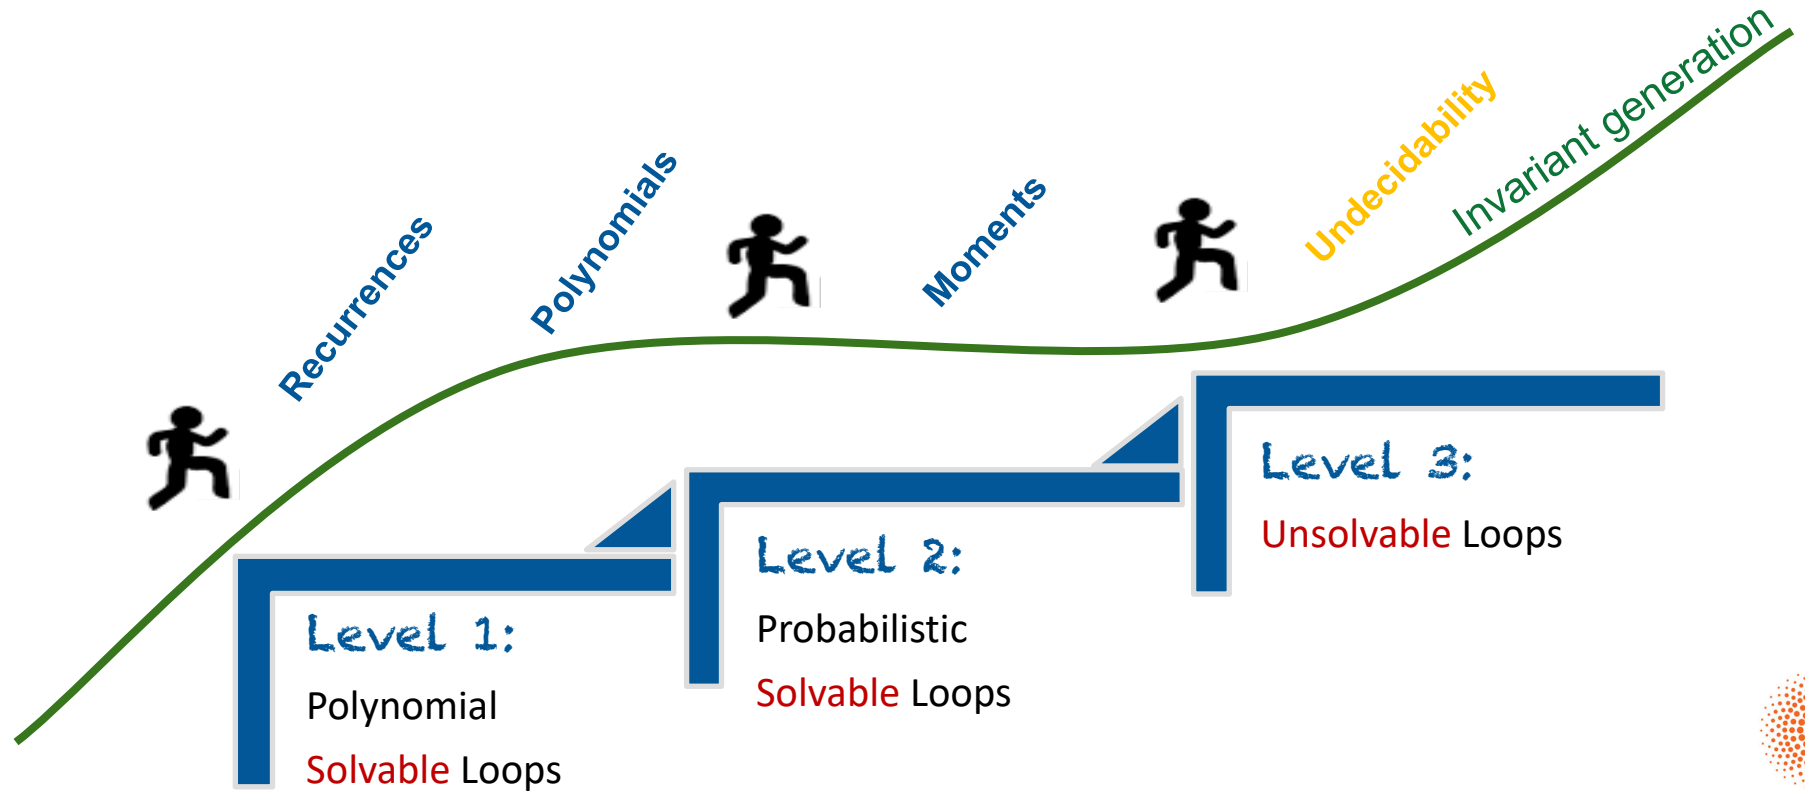 Recurrences
Polynomials
Moments
Undecidability
Invariant generation
Level 1:
Polynomial
Solvable Loops
Level 2:
Probabilistic
Solvable Loops
Level 3:
Unsolvable Loops